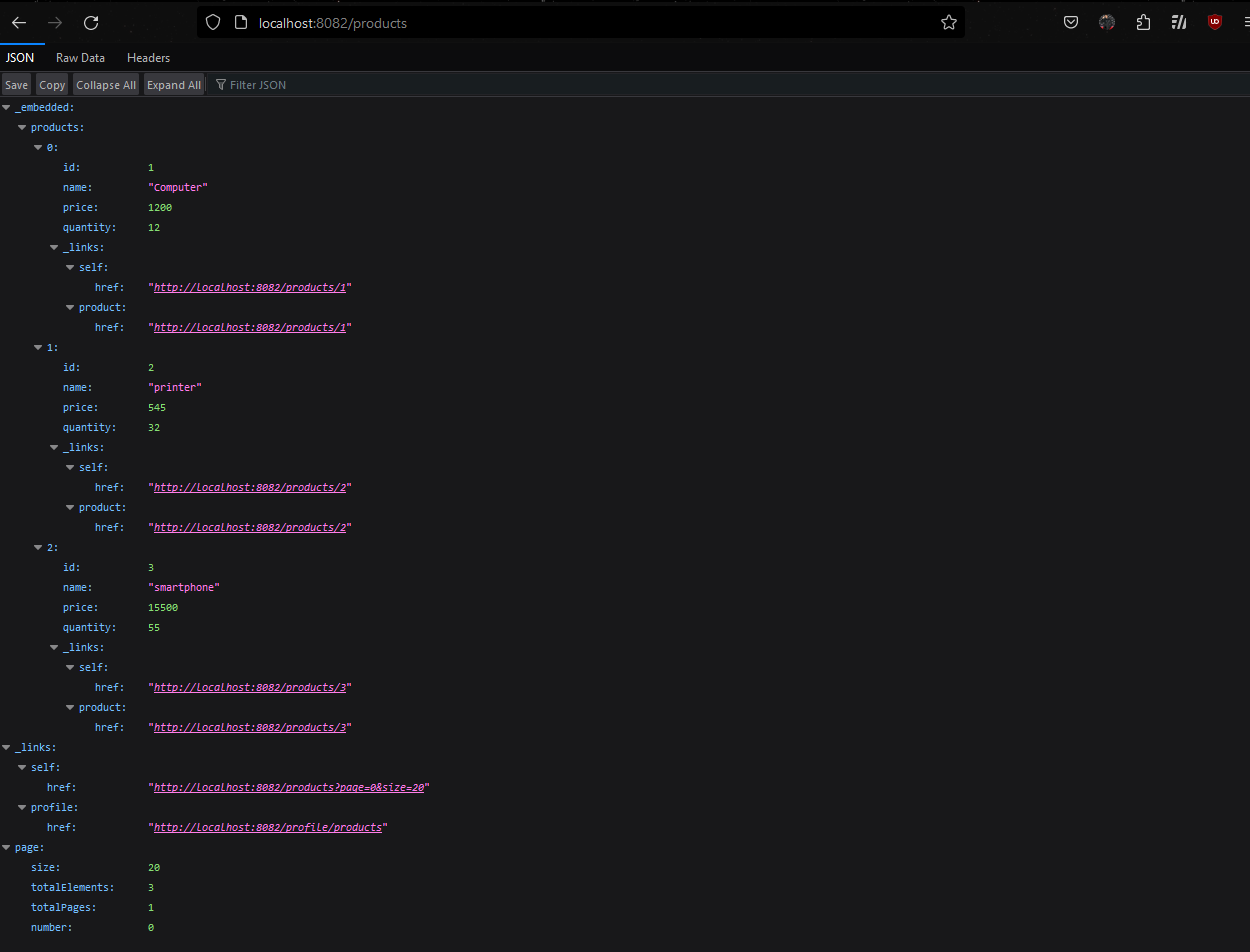 localhost:8082/products
JSON Raw Data Headers
Save Copy Collapse All Expand All Filter JSON
_embedded:
products:
0:
id: 1
name: "Computer"
price: 1200
quantity: 12
_links:
self:
href: "http://localhost:8082/products/1"
product:
href: "http://localhost:8082/products/1"
1:
id: 2
name: "printer"
price: 545
quantity: 32
_links:
self:
href: "http://localhost:8082/products/2"
product:
href: "http://localhost:8082/products/2"
2:
id: 3
name: "smartphone"
price: 15500
quantity: 55
_links:
self:
href: "http://localhost:8082/products/3"
product:
href: "http://localhost:8082/products/3"
_links:
self:
href: "http://localhost:8082/products?page=0&size=20"
profile:
href: "http://localhost:8082/profile/products"
page:
size: 20
totalElements: 3
totalPages: 1
number: 0